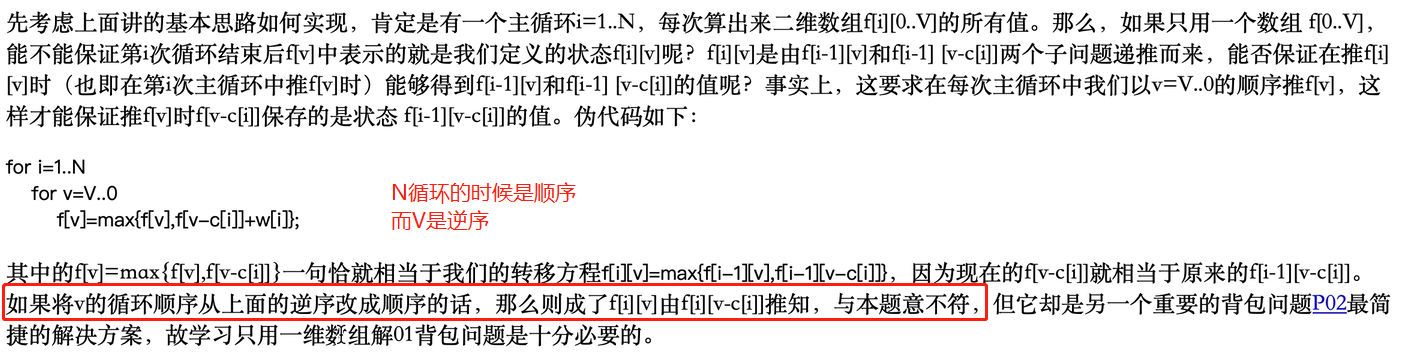 先考虑上面讲的基本思路如何实现，肯定是有一个主循环i=1..N，每次算出来二维数组f[i][0..V]的所有值。那么，如果只用一个数组 f[0..V]，
能不能保证第i次循环结束后f[v]中表示的就是我们定义的状态f[i][v]呢？f[i][v]是由f[i-1][v]和f[i-1] [v-c[i]]两个子问题递推而来，能否保证在推f[i]
[v]时（也即在第i次主循环中推f[v]时）能够得到f[i-1][v]和f[i-1] [v-c[i]]的值呢？事实上，这要求在每次主循环中我们以v=V..0的顺序推f[v]，这
样才能保证推f[v]时f[v-c[i]]保存的是状态 f[i-1][v-c[i]]的值。伪代码如下：
for i=1..N
for v=V..0
N循环的时候是顺序
f[v]=max{f[v],f[v-c[i]]+w[i]};
而V是逆序
其中的f[v]=max{f[v],f[v-c[i]]}一句恰就相当于我们的转移方程f[i][v]=max{f[i-1][v],f[i-1][v-c[i]]}，因为现在的f[v-c[i]]就相当于原来的f[i-1][v-c[i]]。
如果将v的循环顺序从上面的逆序改成顺序的话，那么则成了f[i][v]由f[i][v-c[i]]推知，与本题意不符，但它却是另一个重要的背包问题P02最简
捷的解决方案，故学习只用一维数组解01背包问题是十分必要的。